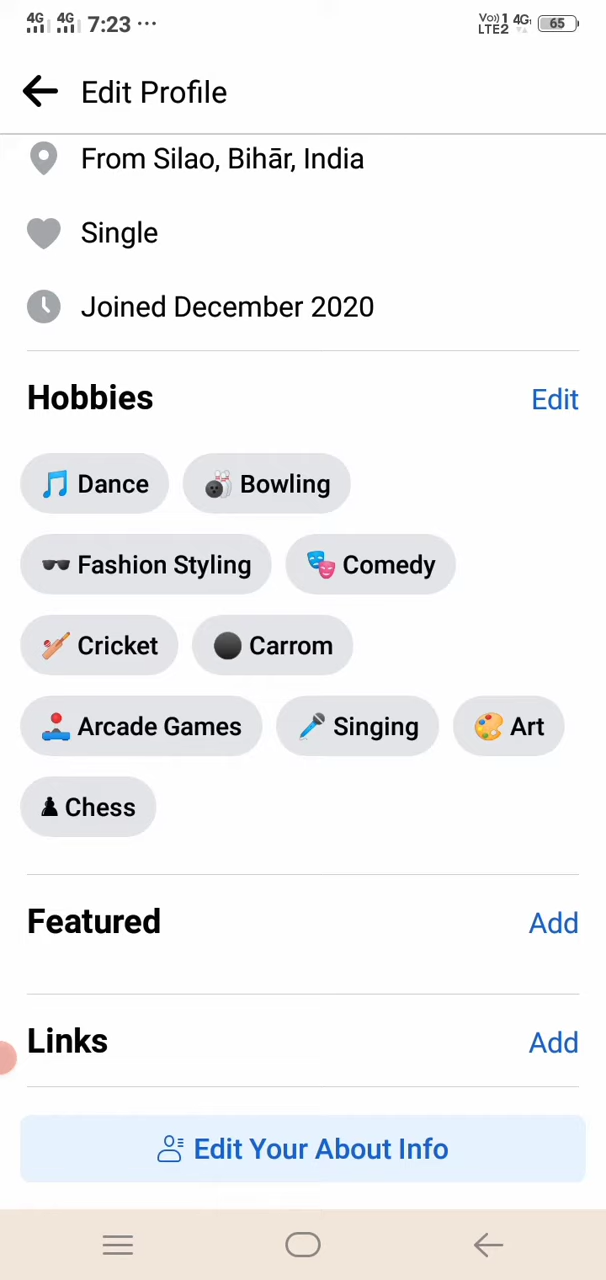 4G 4G 7:23 ... Vo)) 1 4G LTE2 65
Edit Profile
From Silao, Bihār, India
Single
Joined December 2020
Hobbies Edit
Dance Bowling
Fashion Styling Comedy
Cricket Carrom
Arcade Games Singing Art
Chess
Featured Add
Links Add
Edit Your About Info